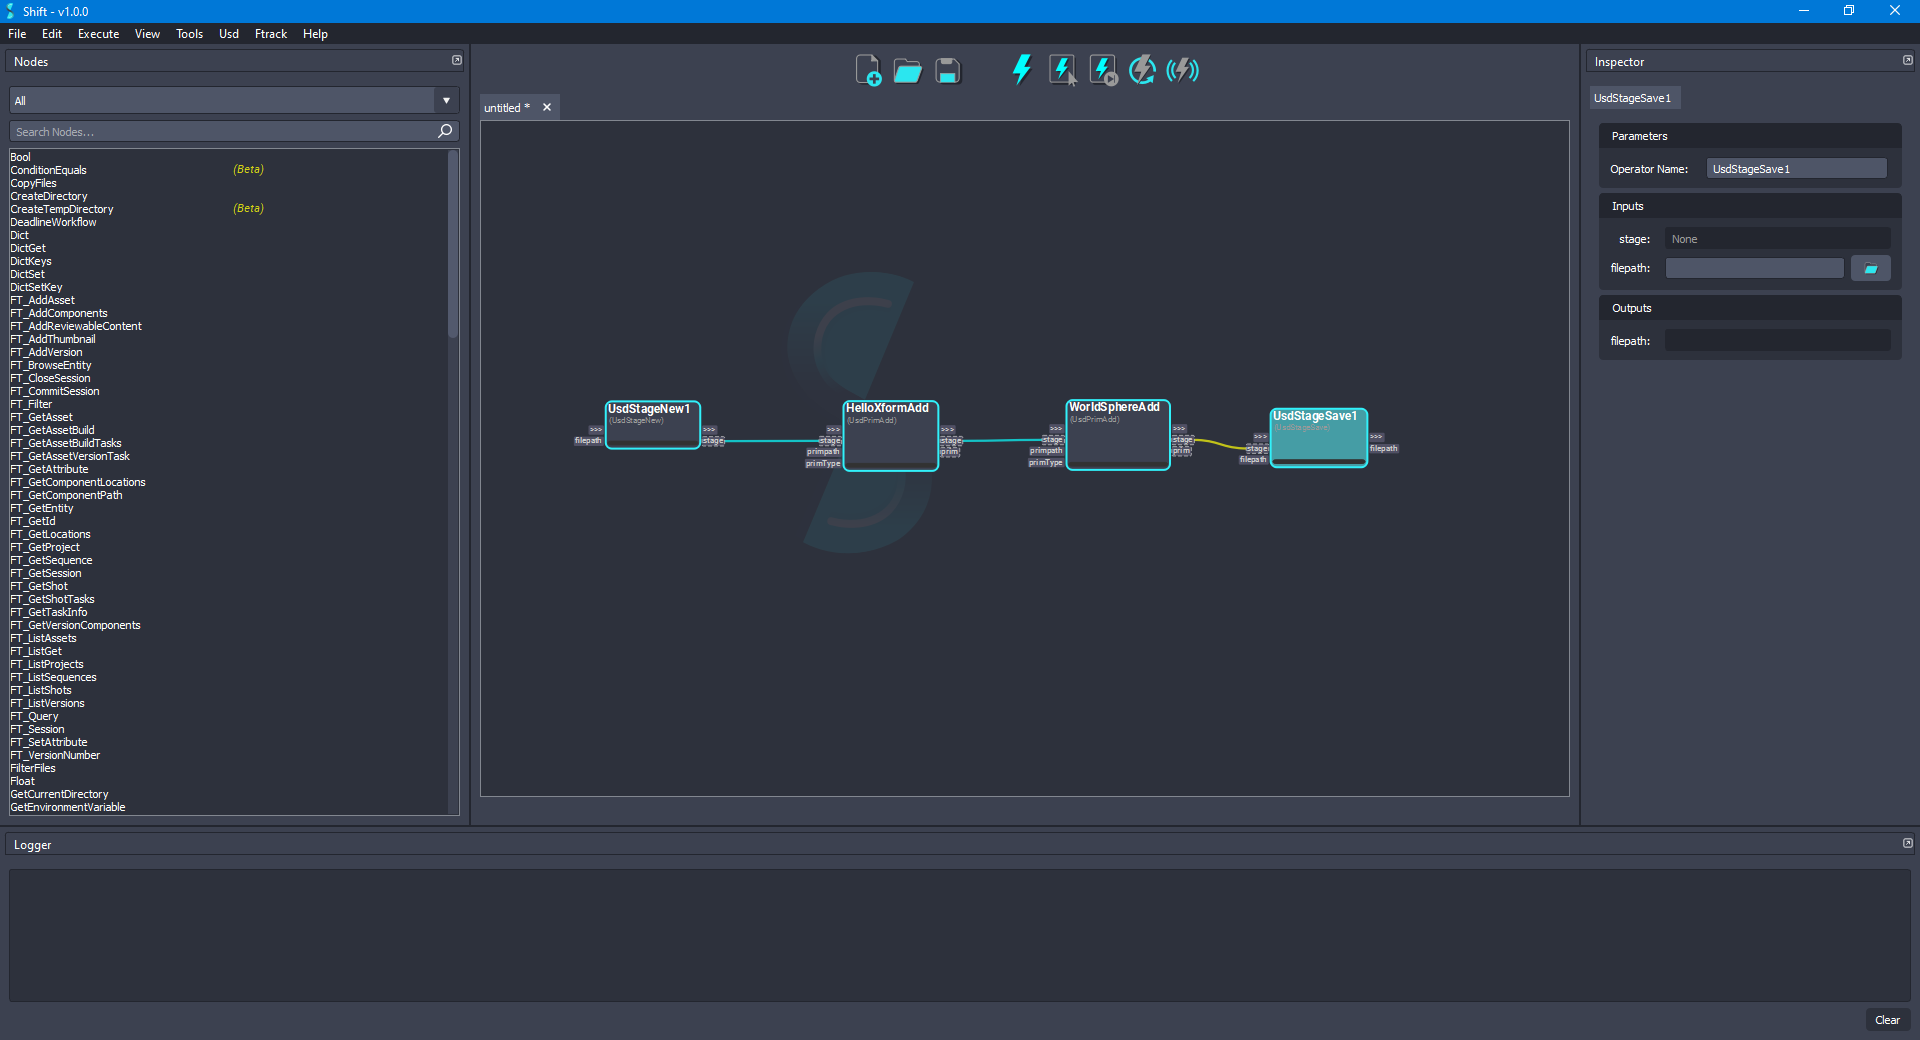 Shift - v1.0.0
File Edit Execute View Tools Usd Ftrack Help
Nodes
All
Search Nodes...
Bool
ConditionEquals (Beta)
CopyFiles
CreateDirectory
CreateTempDirectory (Beta)
DeadlineWorkflow
Dict
DictGet
DictKeys
DictSet
DictSetKey
FT_AddAsset
FT_AddComponents
FT_AddReviewableContent
FT_AddThumbnail
FT_AddVersion
FT_BrowseEntity
FT_CloseSession
FT_CommitSession
FT_Filter
FT_GetAsset
FT_GetAssetBuild
FT_GetAssetBuildTasks
FT_GetAssetVersionTask
FT_GetAttribute
FT_GetComponentLocations
FT_GetComponentPath
FT_GetEntity
FT_GetId
FT_GetLocations
FT_GetProject
FT_GetSequence
FT_GetSession
FT_GetShot
FT_GetShotTasks
FT_GetTaskInfo
FT_GetVersionComponents
FT_ListAssets
FT_ListGet
FT_ListProjects
FT_ListSequences
FT_ListShots
FT_ListVersions
FT_Query
FT_Session
FT_SetAttribute
FT_VersionNumber
FilterFiles
Float
GetCurrentDirectory
GetEnvironmentVariable
untitled *
UsdStageNew1
(UsdStageNew)
>>>
filepath
>>>
stage
HelloXformAdd
(UsdPrimAdd)
>>>
stage
primpath
primType
>>>
stage
prim
WorldSphereAdd
(UsdPrimAdd)
>>>
stage
primpath
primType
>>>
stage
prim
UsdStageSave1
(UsdStageSave)
>>>
stage
filepath
>>>
filepath
Inspector
UsdStageSave1
Parameters
Operator Name: UsdStageSave1
Inputs
stage: None
filepath:
Outputs
filepath:
Logger
Clear